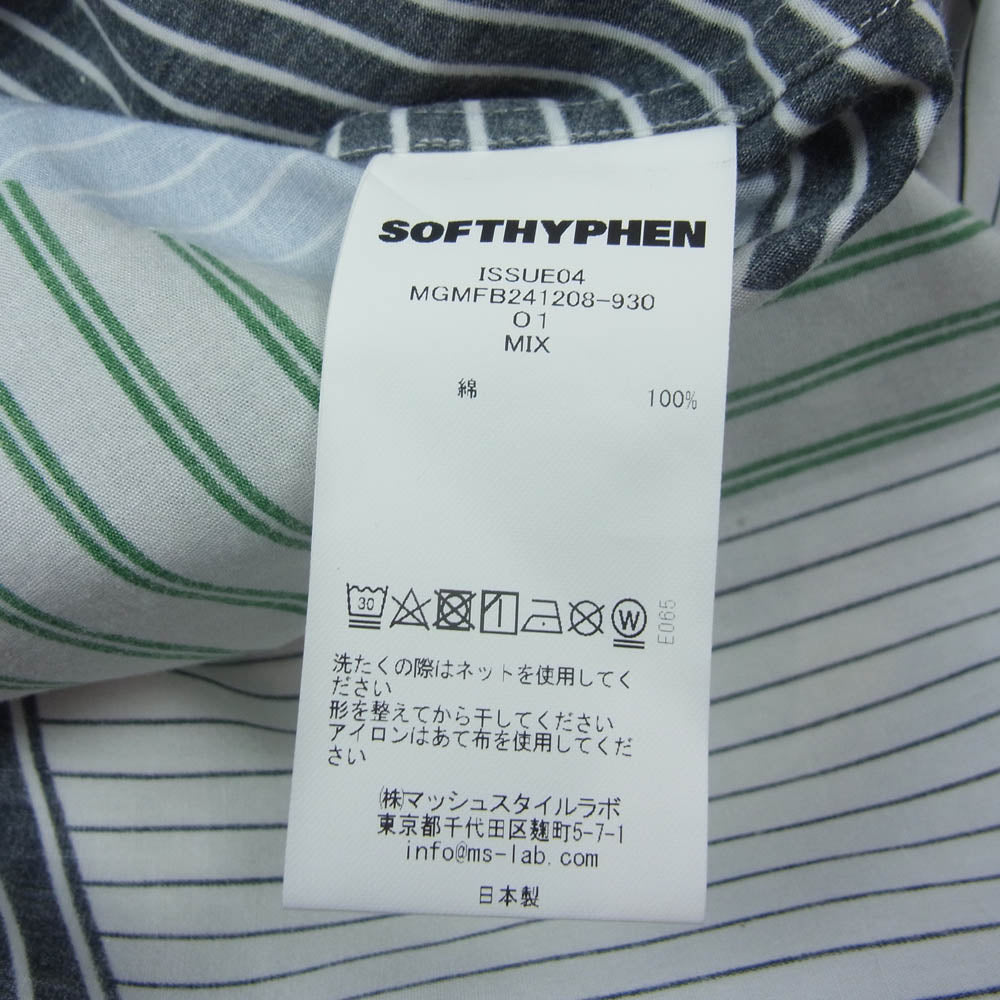 SOFTHYPHEN
ISSUE04
MGMFB241208-930
01
MIX
綿 100%
30 W E065
洗たくの際はネットを使用してく
ださい
形を整えてから干してください
アイロンはあて布を使用してくだ
さい
㈱マッシュスタイルラボ
東京都千代田区麹町5-7-1
info@ms-lab.com
日本製